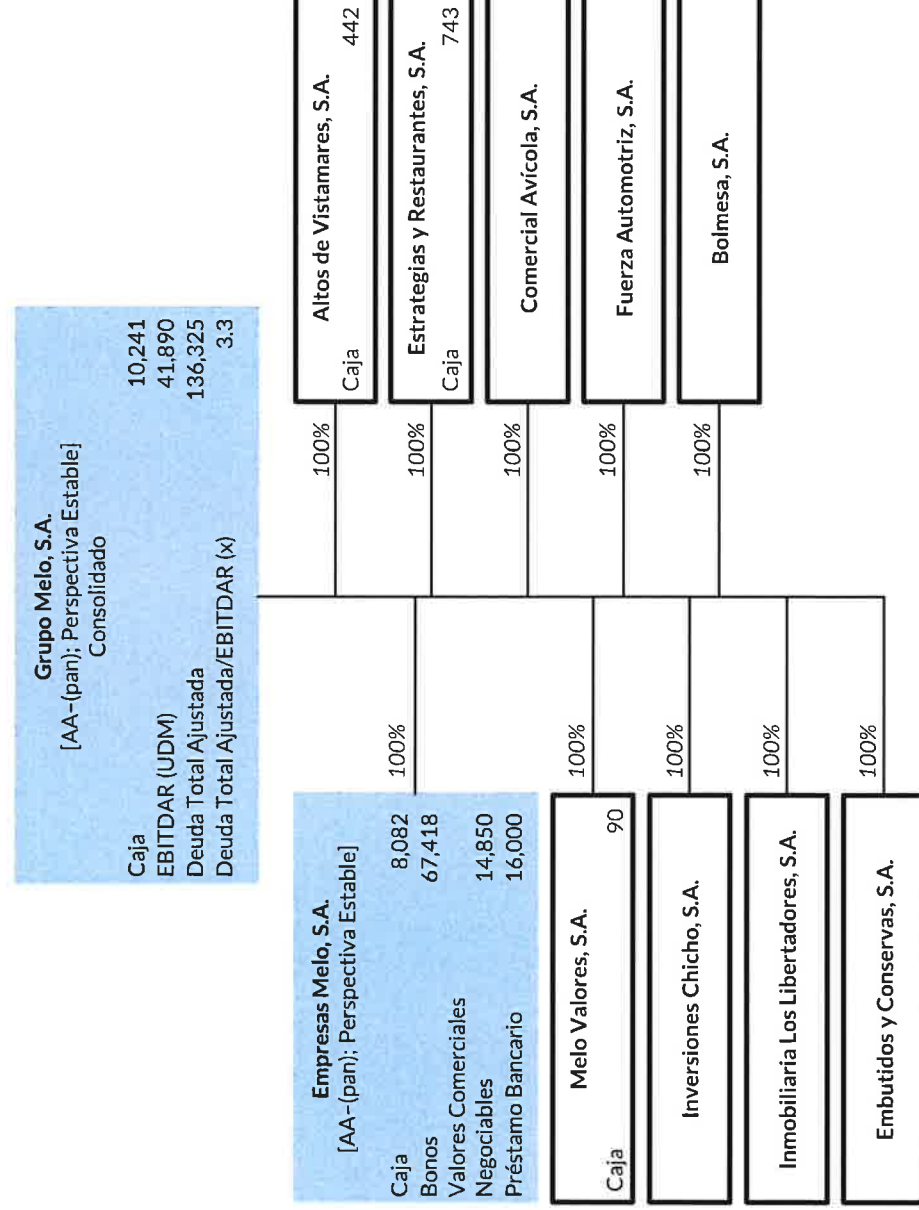 Grupo Melo, S.A.
[AA-(pan); Perspectiva Estable]
Consolidado
Caja 10,241
EBITDAR (UDM) 41,890
Deuda Total Ajustada 136,325
Deuda Total Ajustada/EBITDAR (x) 3.3
100%
Empresas Melo, S.A.
[AA-(pan); Perspectiva Estable]
Caja 8,082
Bonos 67,418
Valores Comerciales
Negociables 14,850
Préstamo Bancario 16,000
100%
Melo Valores, S.A.
Caja 90
100%
Inversiones Chicho, S.A.
100%
Inmobiliaria Los Libertadores, S.A.
100%
Embutidos y Conservas, S.A.
100%
Altos de Vistamares, S.A.
Caja 442
100%
Estrategias y Restaurantes, S.A.
Caja 743
100%
Comercial Avícola, S.A.
100%
Fuerza Automotriz, S.A.
100%
Bolmesa, S.A.